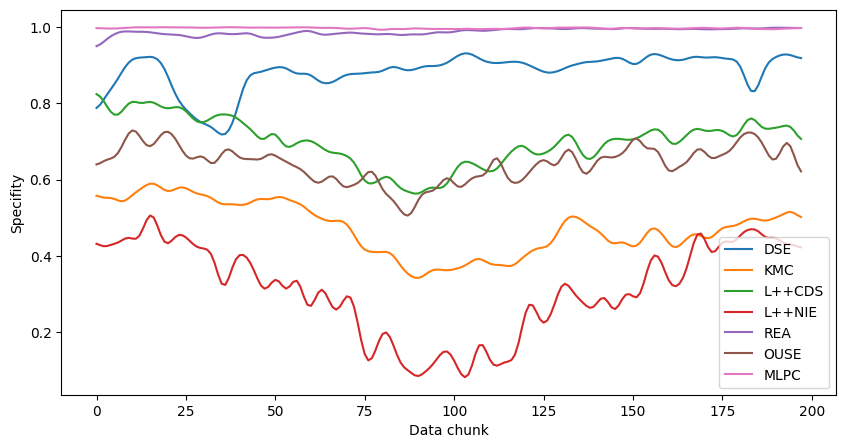 1.0
0.8
0.6
0.4
0.2
Specifity
0
25
50
75
100
125
150
175
200
Data chunk
DSE
KMC
L++CDS
L++NIE
REA
OUSE
MLPC